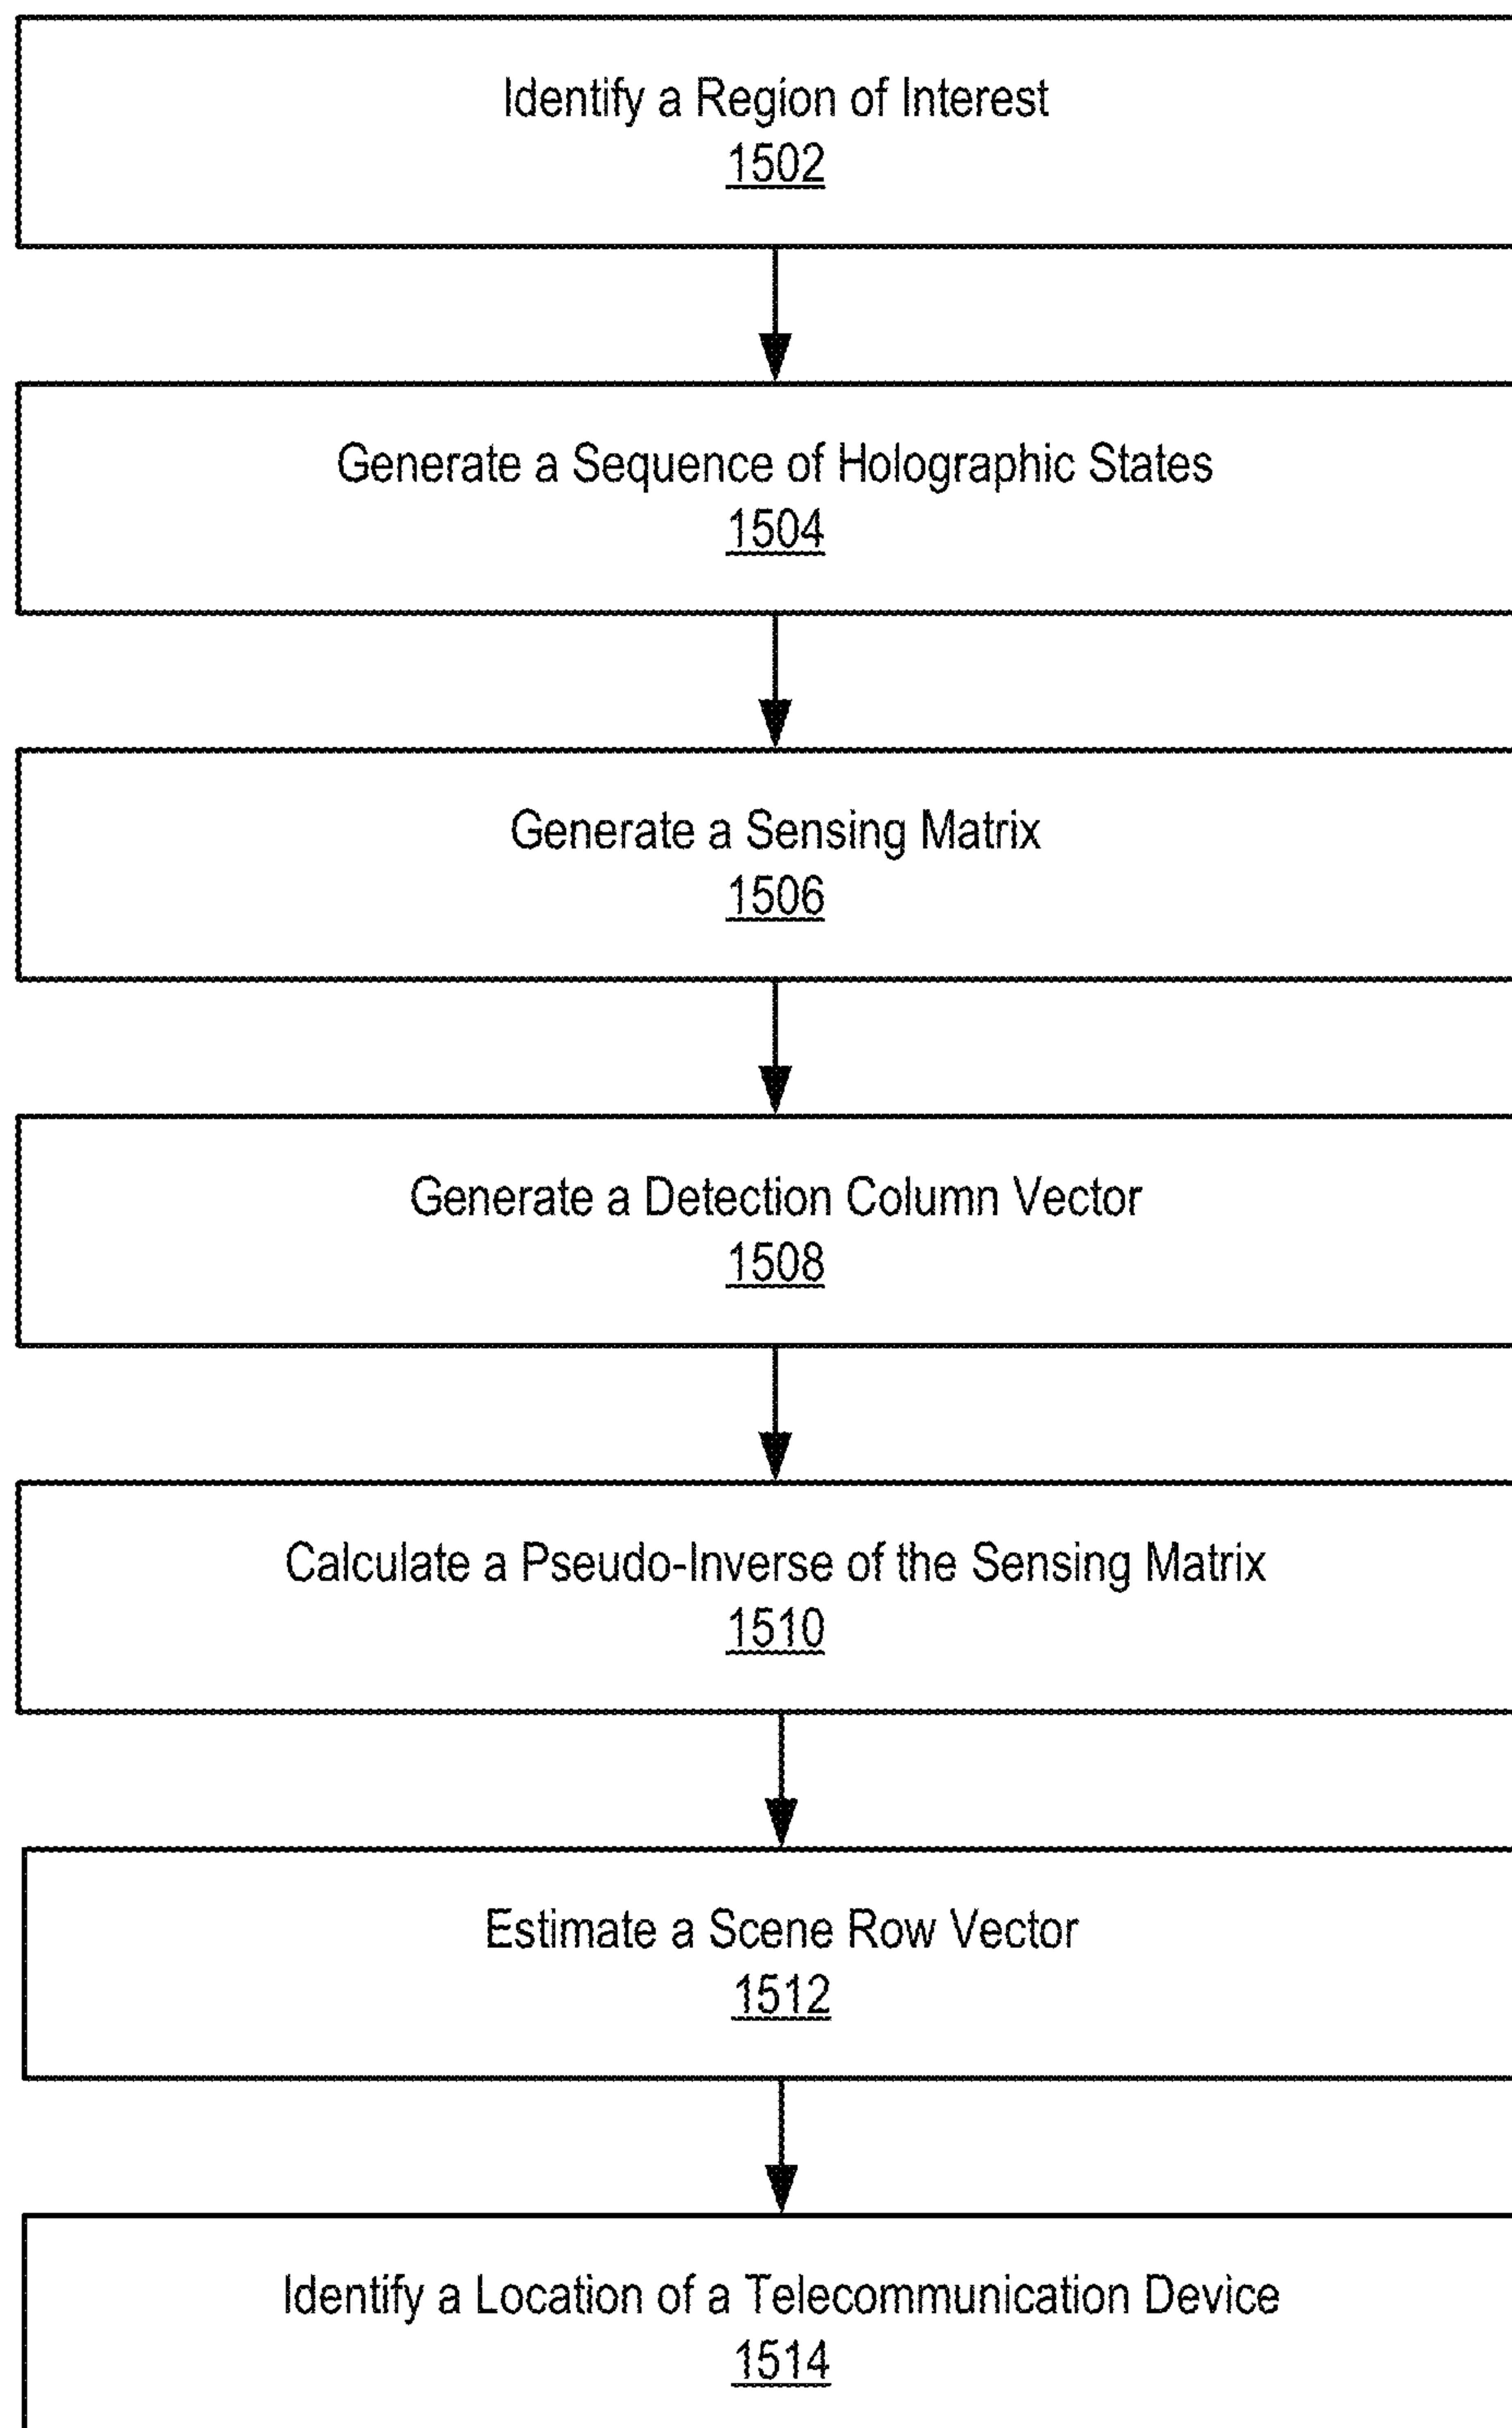 Identify a Region of Interest
1502
Generate a Sequence of Holographic States
1504
Generate a Sensing Matrix
1506
Generate a Detection Column Vector
1508
Calculate a Pseudo-Inverse of the Sensing Matrix
1510
Estimate a Scene Row Vector
1512
Identify a Location of a Telecommunication Device
1514